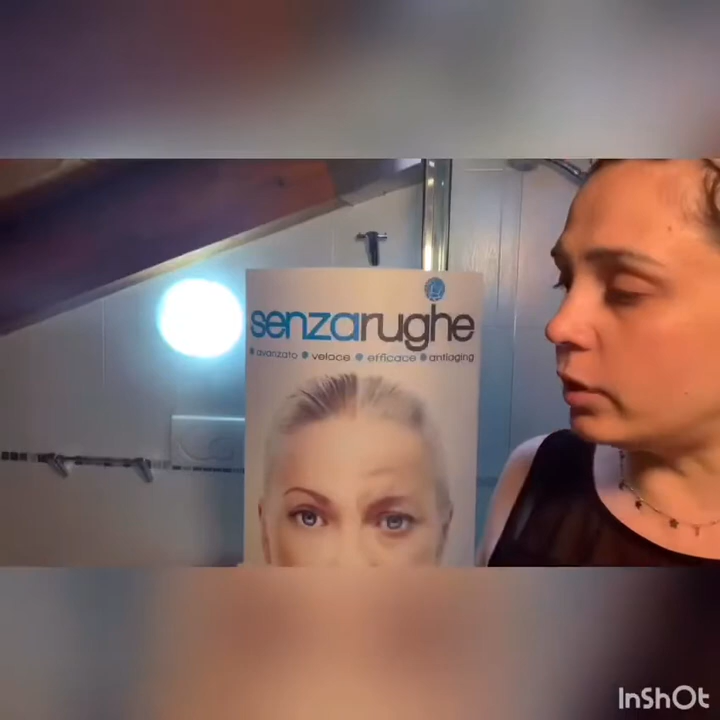 senzarughe
• avanzato • veloce • efficace • antiaging
InShOt